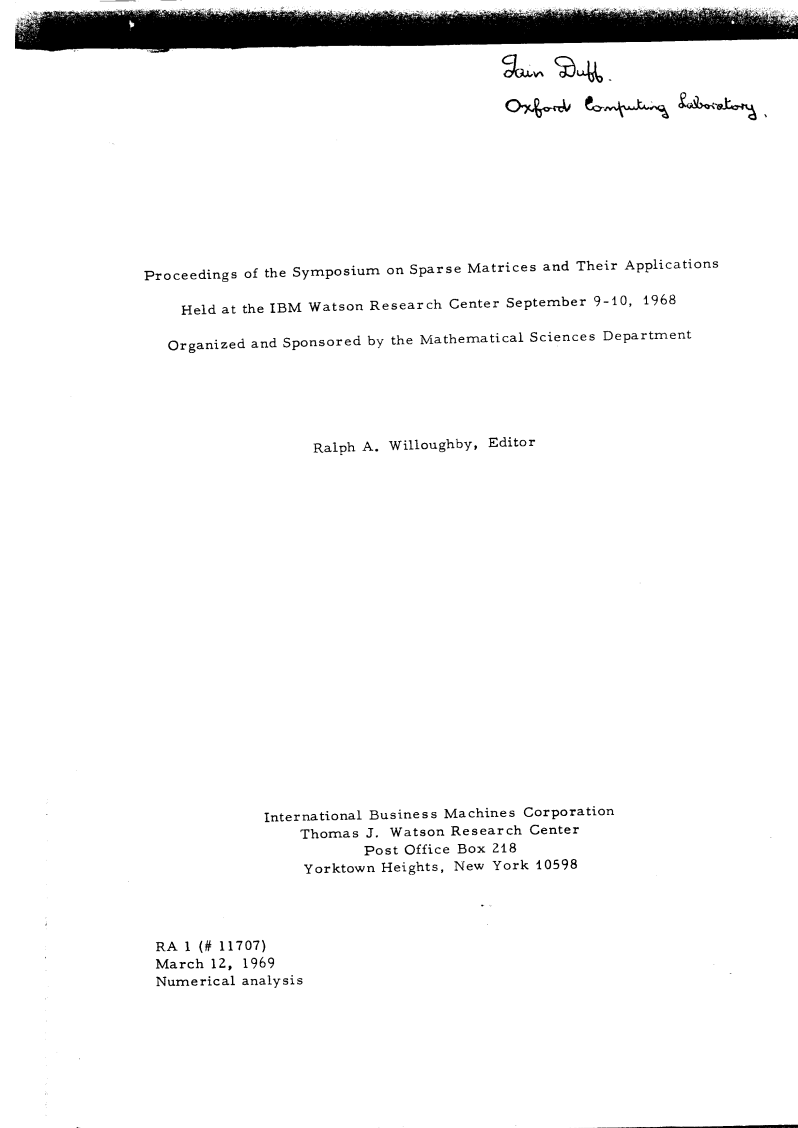 Iain Duff.
Oxford Computing Laboratory.
Proceedings of the Symposium on Sparse Matrices and Their Applications
Held at the IBM Watson Research Center September 9-10, 1968
Organized and Sponsored by the Mathematical Sciences Department
Ralph A. Willoughby, Editor
International Business Machines Corporation
Thomas J. Watson Research Center
Post Office Box 218
Yorktown Heights, New York 10598
RA 1 (# 11707)
March 12, 1969
Numerical analysis